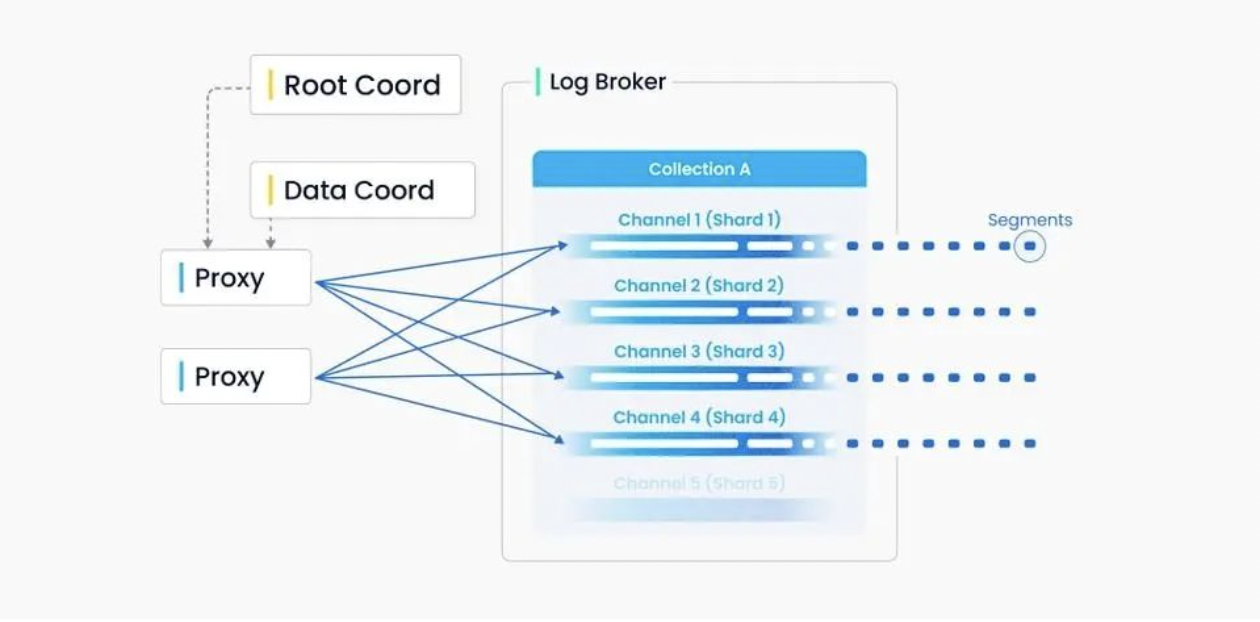 Root Coord
Log Broker
Data Coord
Collection A
Channel 1 (Shard 1)
Segments
Proxy
Channel 2 (Shard 2)
Channel 3 (Shard 3)
Proxy
Channel 4 (Shard 4)
Channel 5 (Shard 5)